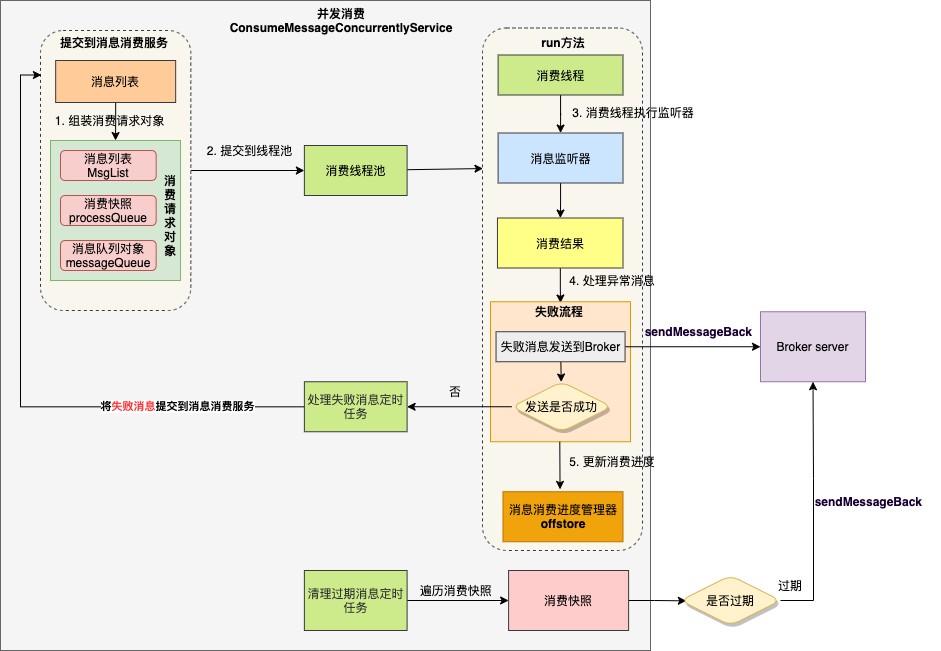 并发消费
ConsumeMessageConcurrentlyService
提交到消息消费服务
消息列表
1. 组装消费请求对象
消息列表
MsgList
消费快照
processQueue
消息队列对象
messageQueue
消费请求对象
2. 提交到线程池
消费线程池
run方法
消费线程
3. 消费线程执行监听器
消息监听器
消费结果
4. 处理异常消息
失败流程
失败消息发送到Broker
sendMessageBack
Broker server
发送是否成功
否
处理失败消息定时
任务
将失败消息提交到消息消费服务
5. 更新消费进度
消息消费进度管理器
offstore
sendMessageBack
清理过期消息定时
任务
遍历消费快照
消费快照
是否过期
过期